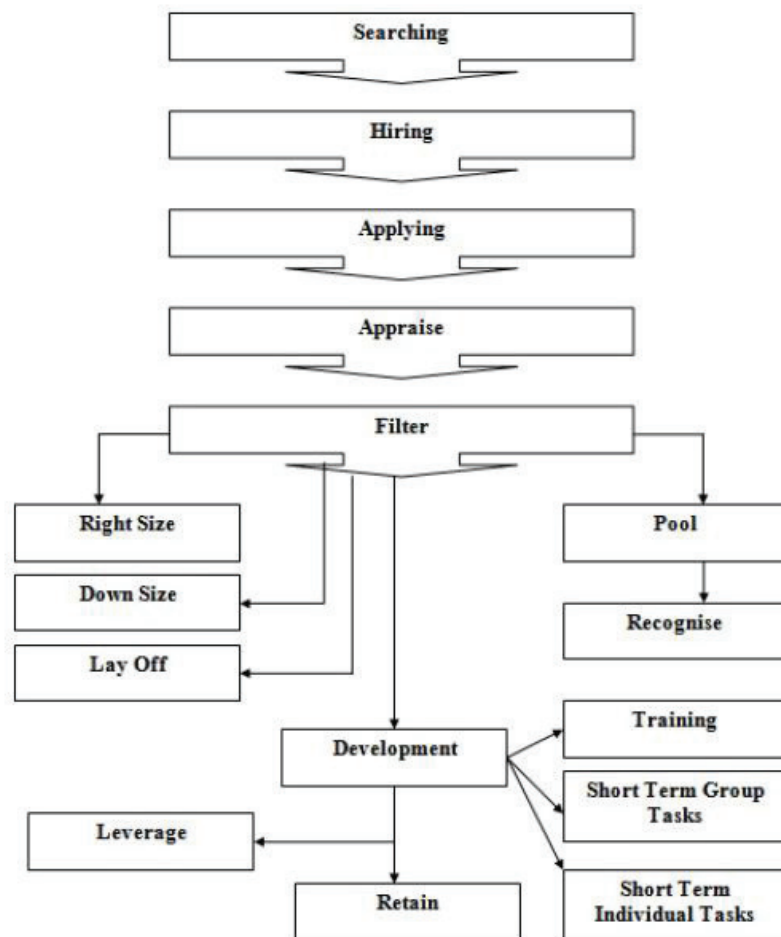 Searching
Hiring
Applying
Appraise
Filter
Right Size
Pool
Down Size
Recognise
Lay Off
Training
Development
Short Term Group
Tasks
Leverage
Short Term
Individual Tasks
Retain